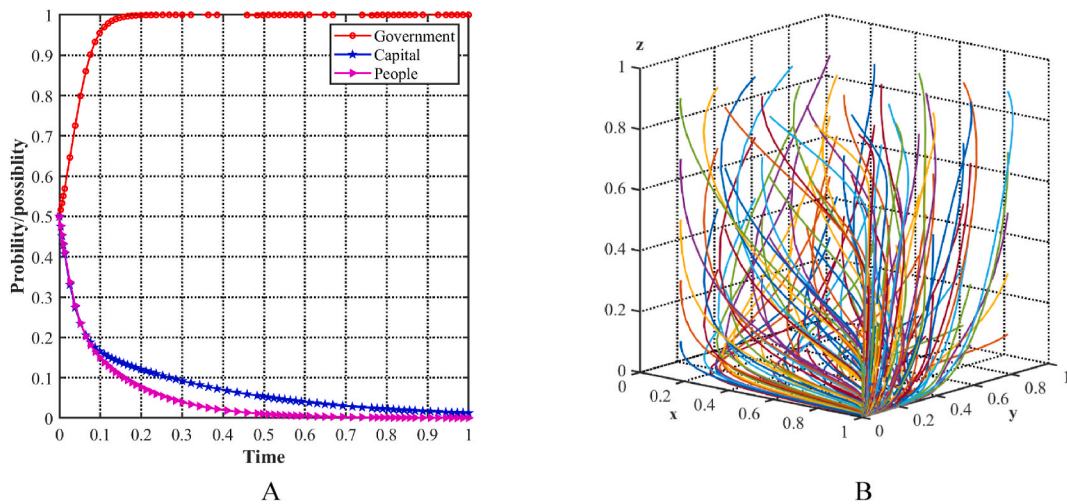 1
0.9
0.8
0.7
0.6
0.5
0.4
0.3
0.2
0.1
0
Probility/possiblity
Government
Capital
People
0 0.1 0.2 0.3 0.4 0.5 0.6 0.7 0.8 0.9 1
Time
A
z
1
0.8
0.6
0.4
0.2
0
0 0.2 0.4 0.6 0.8 1
x
0 0.2 0.4 0.6 0.8 1
y
B